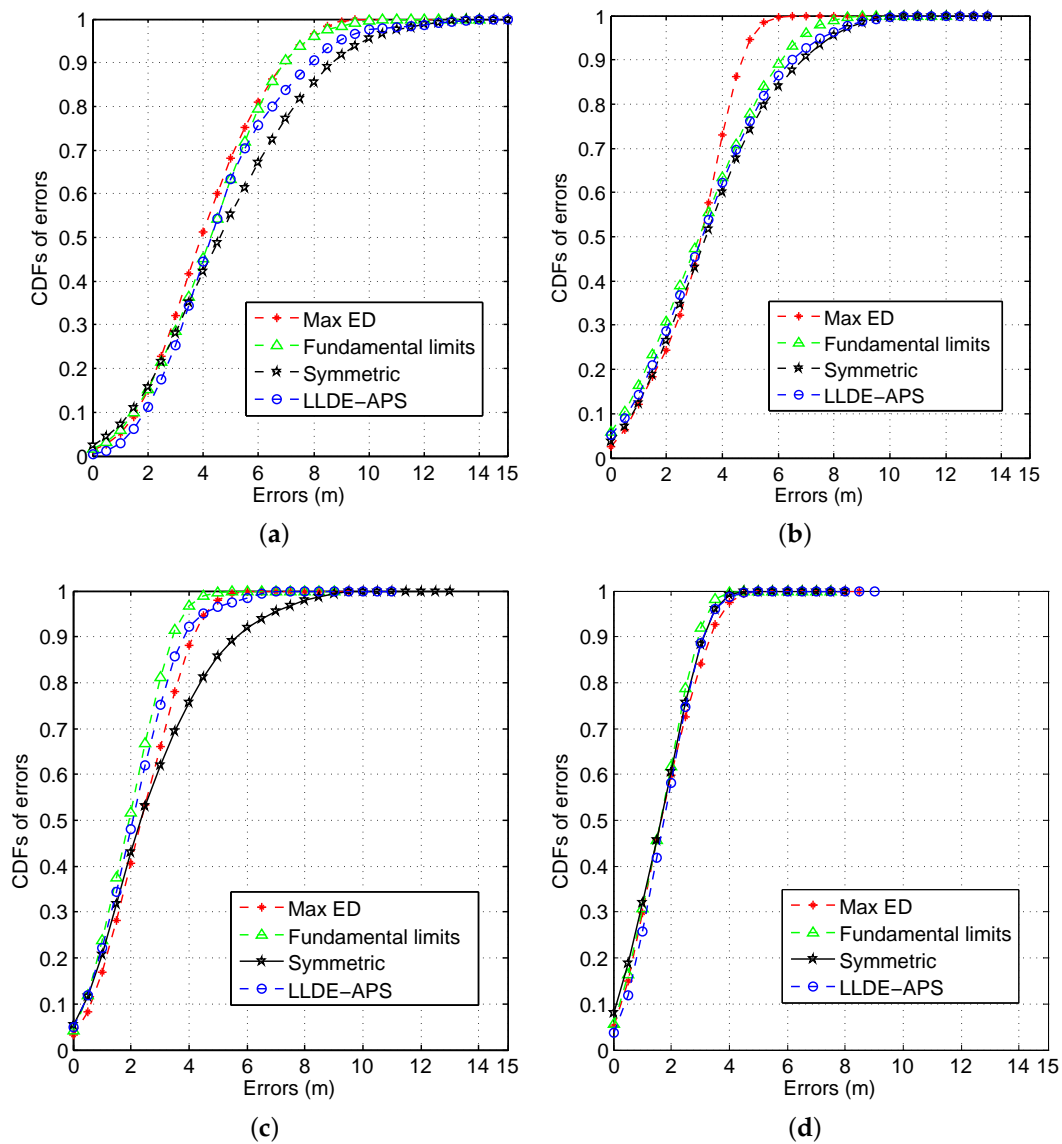 CDFs of errors
1
0.9
0.8
0.7
0.6
0.5
0.4
0.3
0.2
0.1
0
0 2 4 6 8 10 12 14 15
Errors (m)
Max ED
Fundamental limits
Symmetric
LLDE−APS
(a)
CDFs of errors
1
0.9
0.8
0.7
0.6
0.5
0.4
0.3
0.2
0.1
0
0 2 4 6 8 10 12 14 15
Errors (m)
Max ED
Fundamental limits
Symmetric
LLDE−APS
(b)
CDFs of errors
1
0.9
0.8
0.7
0.6
0.5
0.4
0.3
0.2
0.1
0
0 2 4 6 8 10 12 14 15
Errors (m)
Max ED
Fundamental limits
Symmetric
LLDE−APS
(c)
CDFs of errors
1
0.9
0.8
0.7
0.6
0.5
0.4
0.3
0.2
0.1
0
0 2 4 6 8 10 12 14 15
Errors (m)
Max ED
Fundamental limits
Symmetric
LLDE−APS
(d)